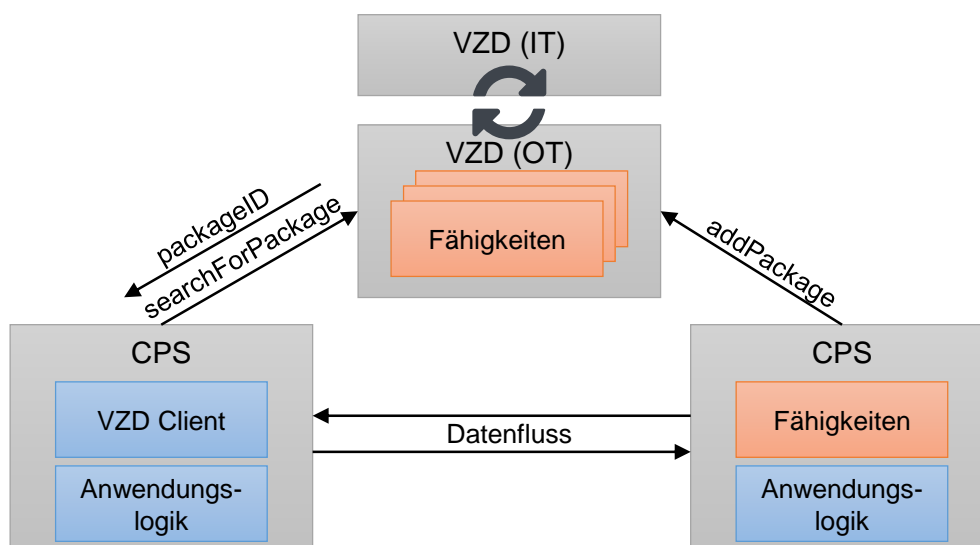 VZD (IT)
VZD (OT)
Fähigkeiten
packageID
searchForPackage
addPackage
CPS
VZD Client
Anwendungs-
logik
Datenfluss
CPS
Fähigkeiten
Anwendungs-
logik